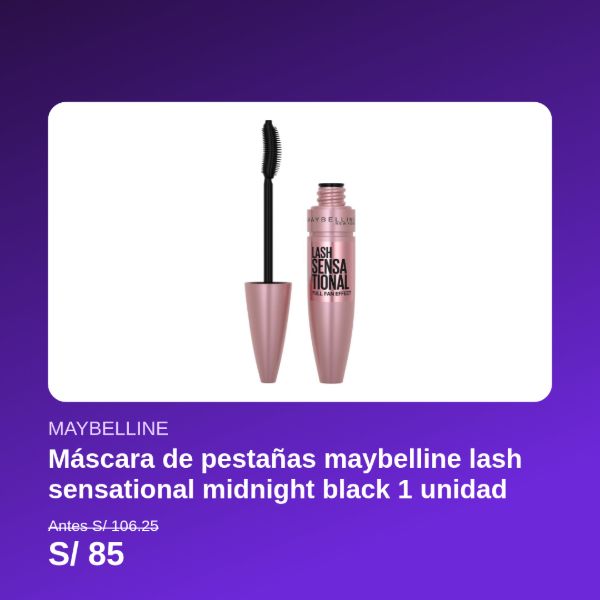 MAYBELLINE
LASH
SENSA
TIONAL
FULL FAN EFFECT
MAYBELLINE
Máscara de pestañas maybelline lash
sensational midnight black 1 unidad
Antes S/ 106.25
S/ 85